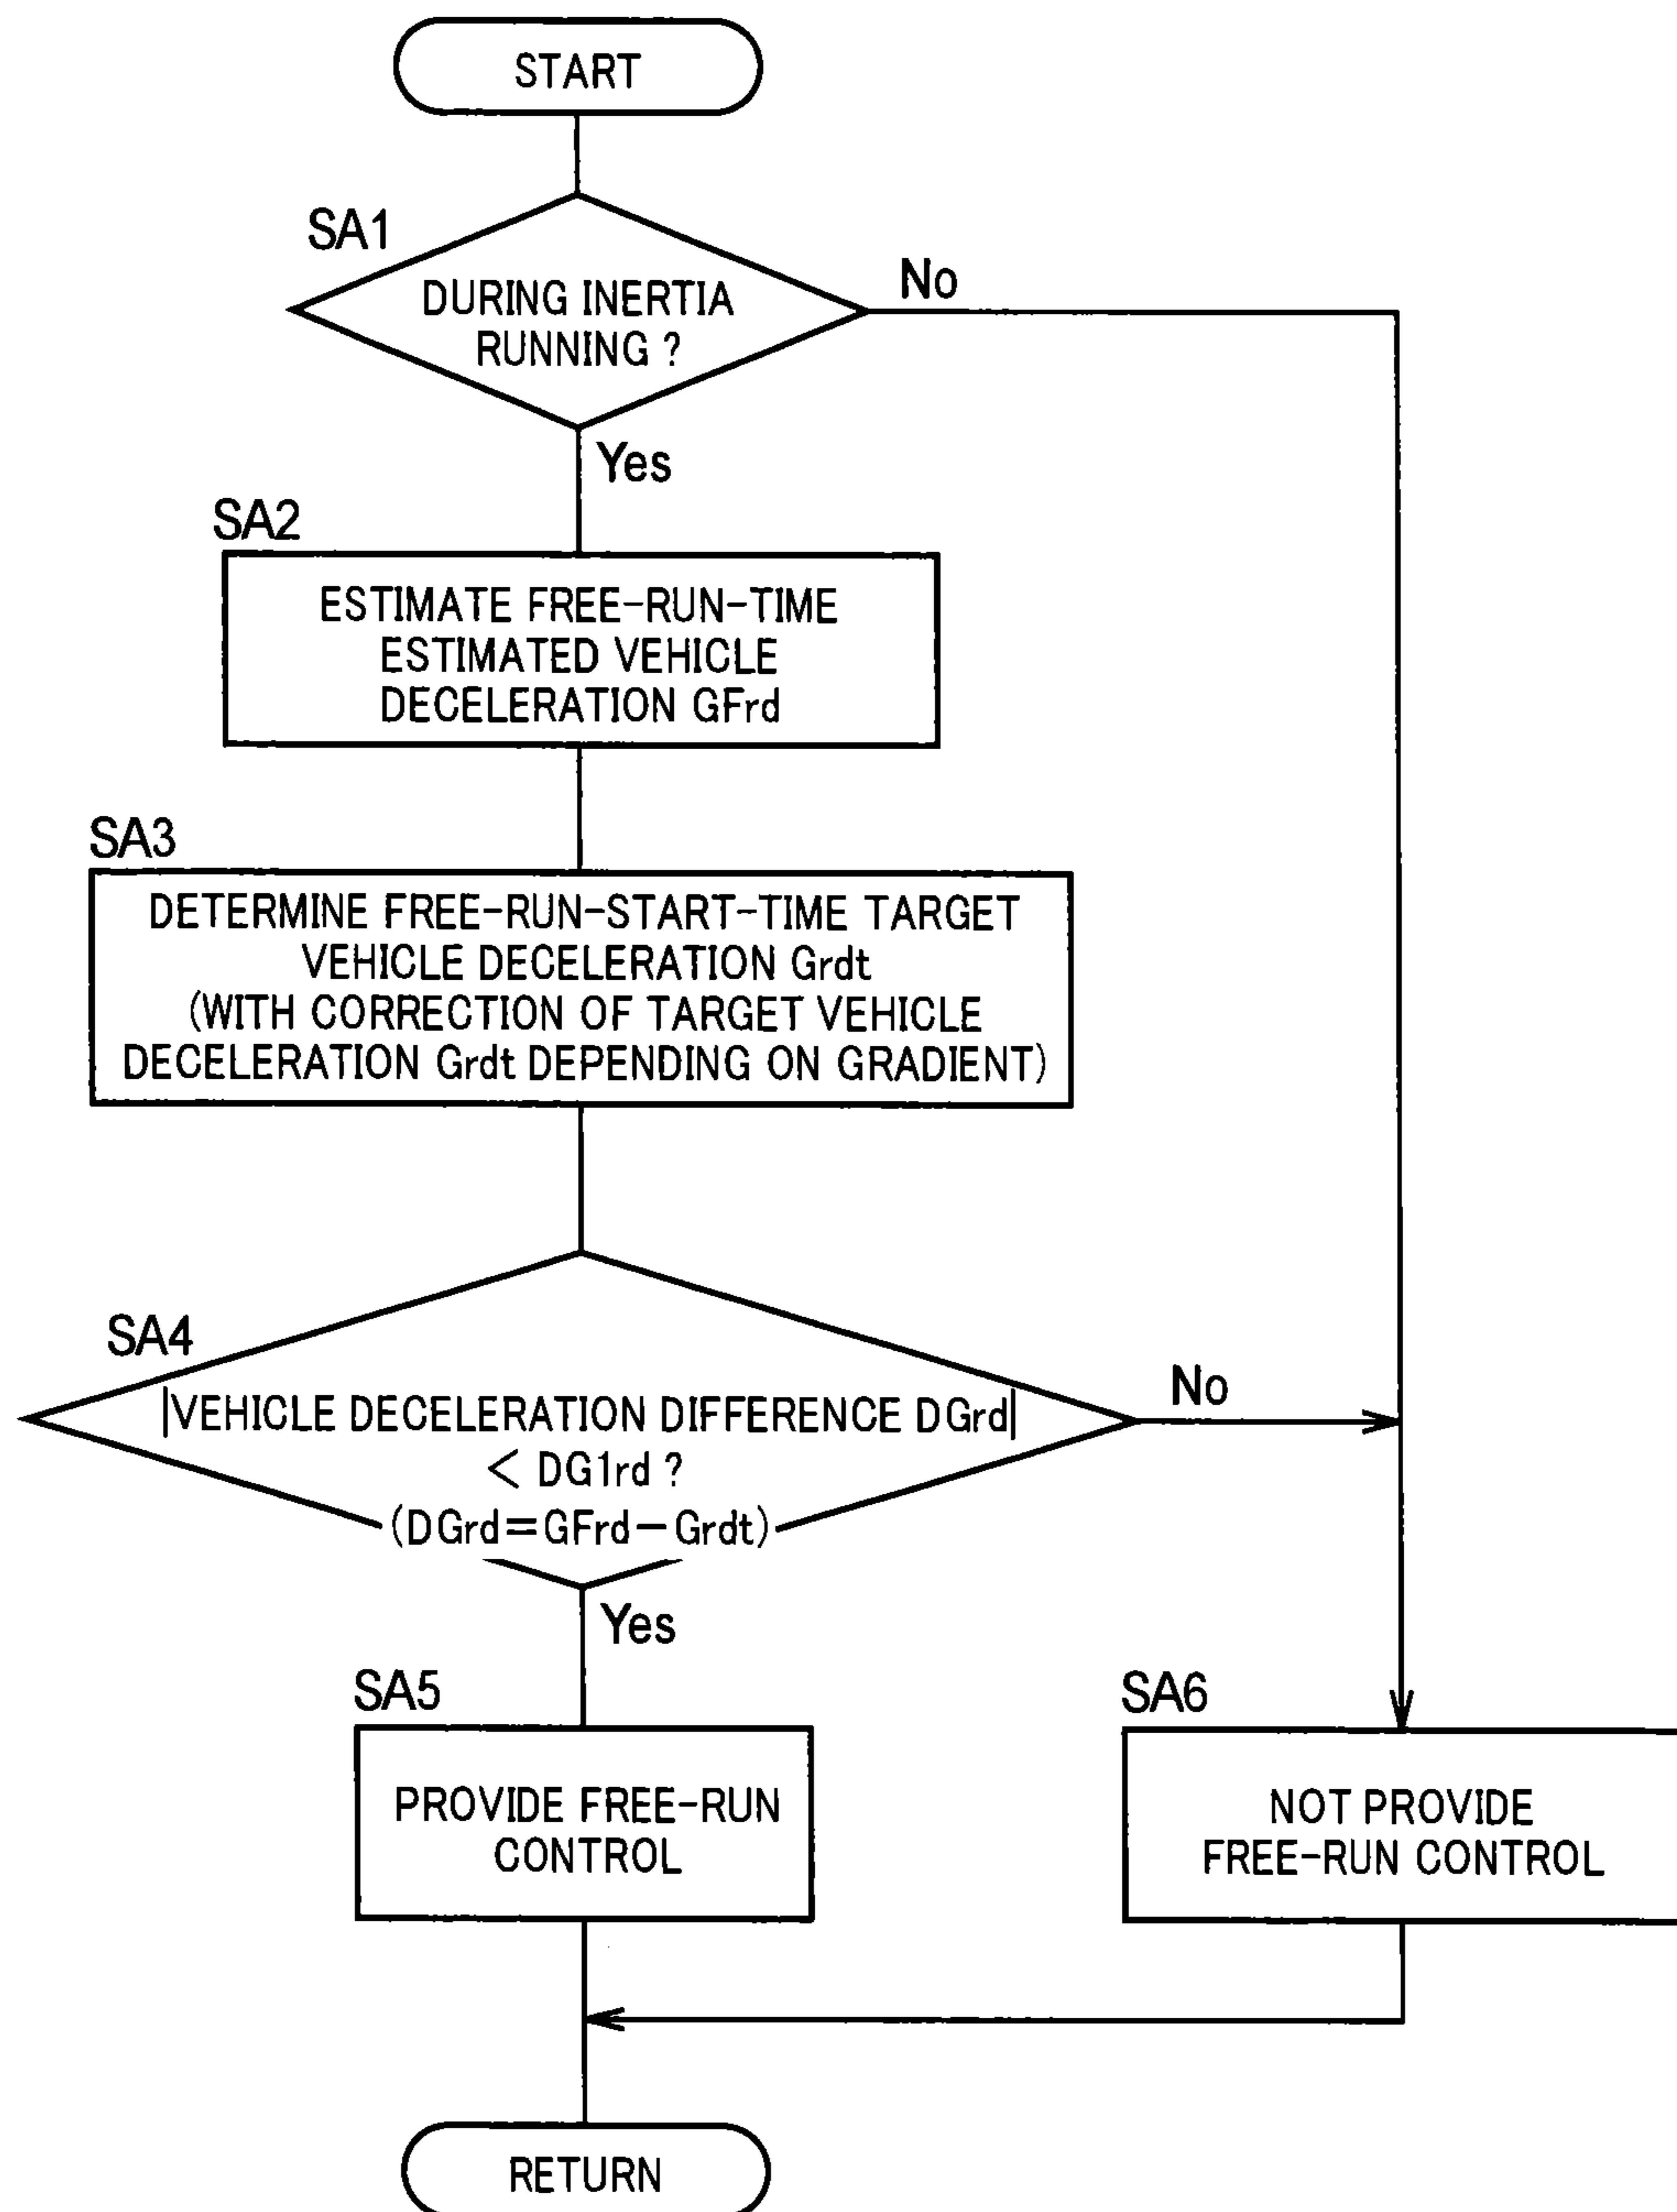 START
SA1
DURING INERTIA
RUNNING ?
No
Yes
SA2
ESTIMATE FREE-RUN-TIME
ESTIMATED VEHICLE
DECELERATION GFrd
SA3
DETERMINE FREE-RUN-START-TIME TARGET
VEHICLE DECELERATION Grdt
(WITH CORRECTION OF TARGET VEHICLE
DECELERATION Grdt DEPENDING ON GRADIENT)
SA4
|VEHICLE DECELERATION DIFFERENCE DGrd|
< DG1rd ?
(DGrd=GFrd-Grdt)
No
Yes
SA5
PROVIDE FREE-RUN
CONTROL
SA6
NOT PROVIDE
FREE-RUN CONTROL
RETURN